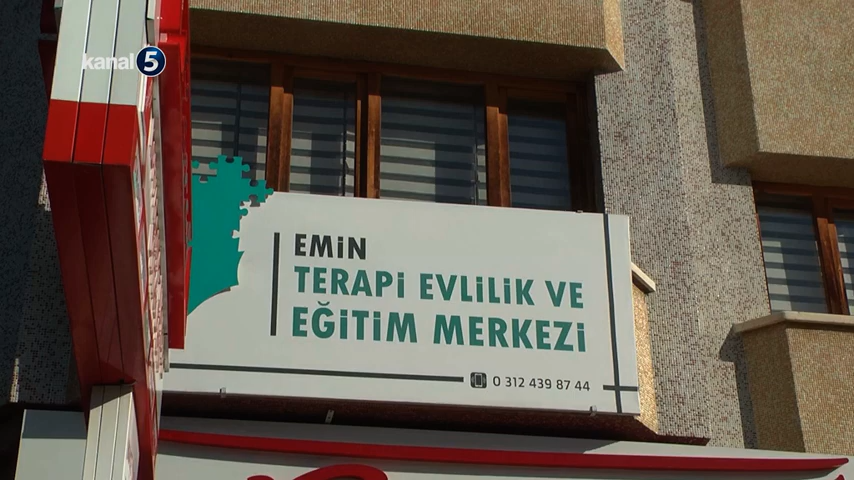 kanal 5
EMİN
TERAPİ EVLİLİK VE
EĞİTİM MERKEZİ
0 312 439 87 44